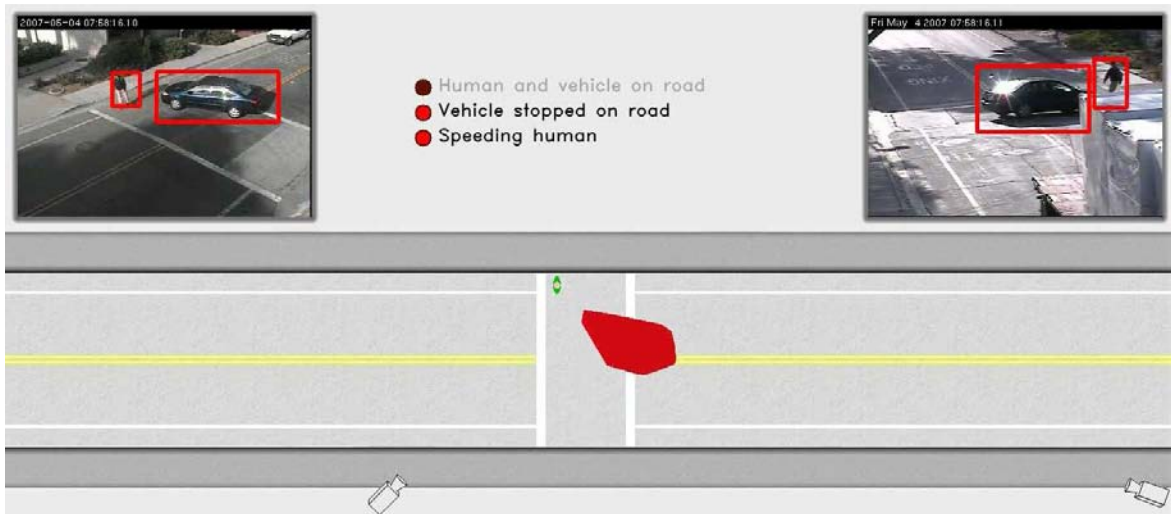 2007-05-04 07:58:16.10
Fri May 4 2007 07:58:16.11
Human and vehicle on road
Vehicle stopped on road
Speeding human